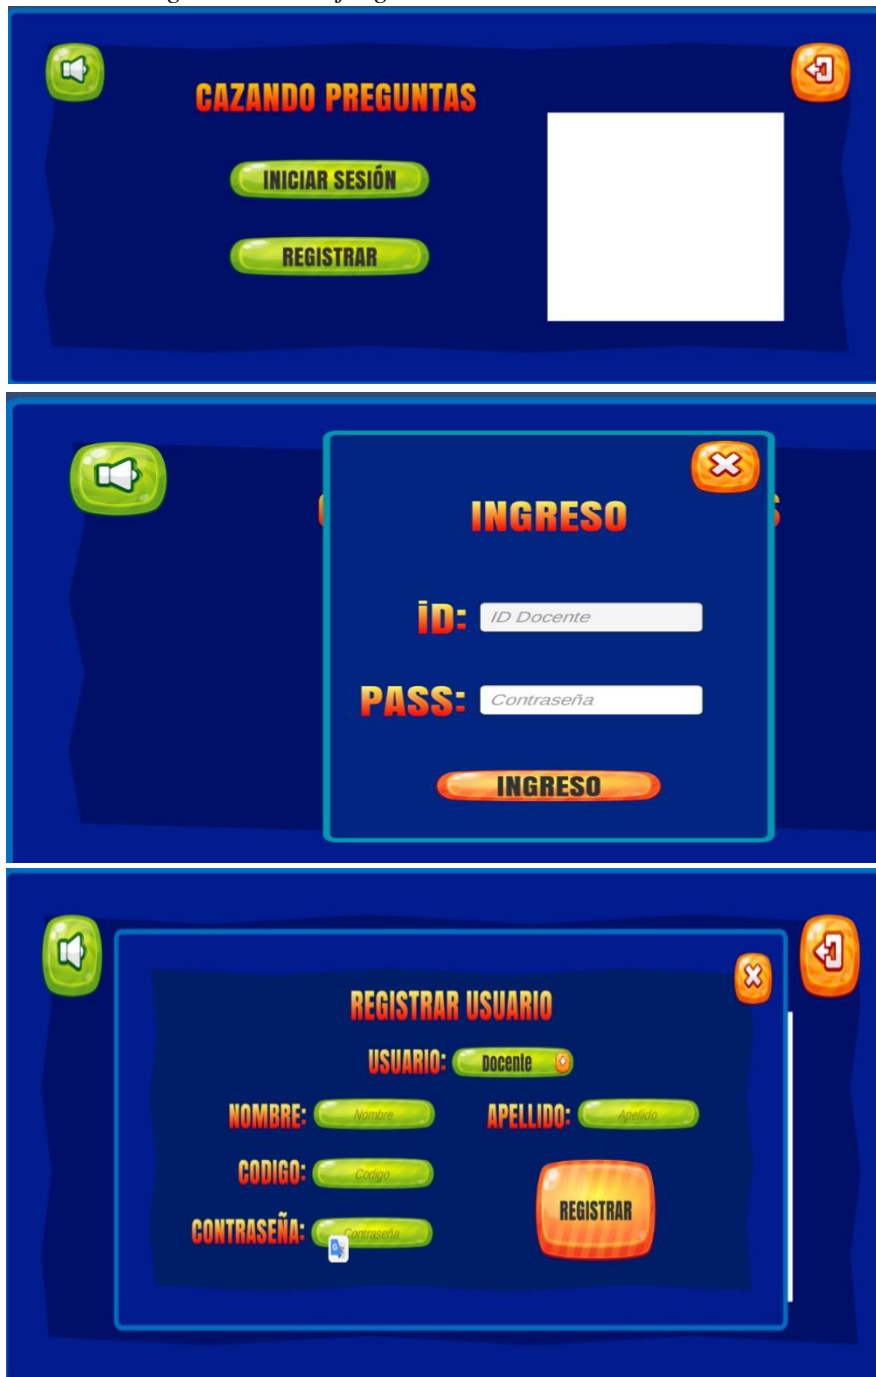 CAZANDO PREGUNTAS
INICIAR SESIÓN
REGISTRAR
INGRESO
iD: ID Docente
PASS: Contraseña
INGRESO
REGISTRAR USUARIO
USUARIO: Docente
NOMBRE: Nombre APELLIDO: Apellido
CODIGO: Codigo
REGISTRAR
CONTRASEÑA: Contraseña